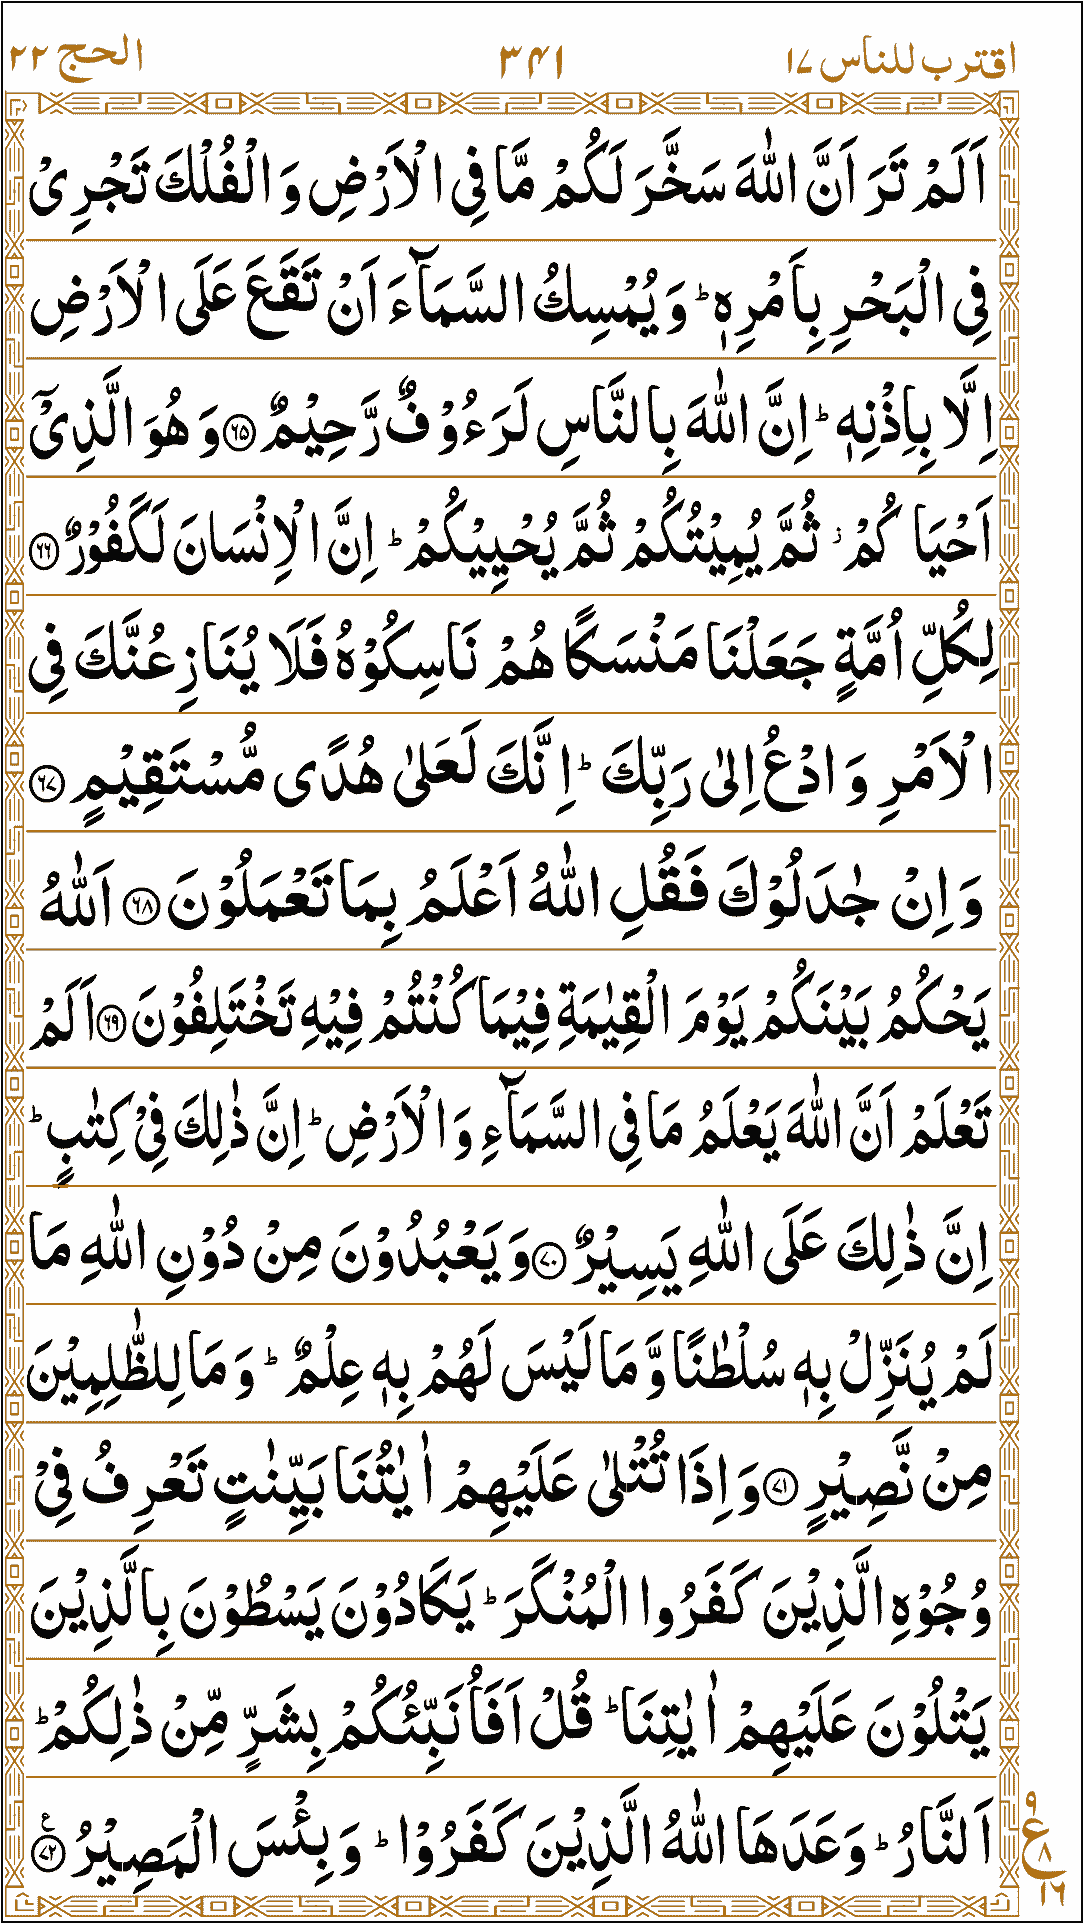 اقترب للناس ١٧ ٣٤١ الحج ٢٢
اَلَمْ تَرَ اَنَّ اللّٰهَ سَخَّرَ لَكُمْ مَّا فِی الْاَرْضِ وَ الْفُلْكَ تَجْرِیْ
فِی الْبَحْرِ بِاَمْرِهٖ ؕ وَ یُمْسِكُ السَّمَآءَ اَنْ تَقَعَ عَلَی الْاَرْضِ
اِلَّا بِاِذْنِهٖ ؕ اِنَّ اللّٰهَ بِالنَّاسِ لَرَءُوْفٌ رَّحِیْمٌ ﴿۶۵﴾ وَ هُوَ الَّذِیْۤ
اَحْیَا كُمْ ؗ ثُمَّ یُمِیْتُكُمْ ثُمَّ یُحْیِیْكُمْ ؕ اِنَّ الْاِنْسَانَ لَكَفُوْرٌ ﴿۶۶﴾
لِكُلِّ اُمَّةٍ جَعَلْنَا مَنْسَكًا هُمْ نَاسِكُوْهُ فَلَا یُنَازِعُنَّكَ فِی
الْاَمْرِ وَ ادْعُ اِلٰی رَبِّكَ ؕ اِنَّكَ لَعَلٰی هُدًی مُّسْتَقِیْمٍ ﴿۶۷﴾
وَ اِنْ جٰدَلُوْكَ فَقُلِ اللّٰهُ اَعْلَمُ بِمَا تَعْمَلُوْنَ ﴿۶۸﴾ اَللّٰهُ
یَحْكُمُ بَیْنَكُمْ یَوْمَ الْقِیٰمَةِ فِیْمَا كُنْتُمْ فِیْهِ تَخْتَلِفُوْنَ ﴿۶۹﴾ اَلَمْ
تَعْلَمْ اَنَّ اللّٰهَ یَعْلَمُ مَا فِی السَّمَآءِ وَ الْاَرْضِ ؕ اِنَّ ذٰلِكَ فِیْ كِتٰبٍ ؕ
اِنَّ ذٰلِكَ عَلَی اللّٰهِ یَسِیْرٌ ﴿۷۰﴾ وَ یَعْبُدُوْنَ مِنْ دُوْنِ اللّٰهِ مَا
لَمْ یُنَزِّلْ بِهٖ سُلْطٰنًا وَّ مَا لَیْسَ لَهُمْ بِهٖ عِلْمٌ ؕ وَ مَا لِلظّٰلِمِیْنَ
مِنْ نَّصِیْرٍ ﴿۷۱﴾ وَ اِذَا تُتْلٰی عَلَیْهِمْ اٰیٰتُنَا بَیِّنٰتٍ تَعْرِفُ فِیْ
وُجُوْهِ الَّذِیْنَ كَفَرُوا الْمُنْكَرَ ؕ یَكَادُوْنَ یَسْطُوْنَ بِالَّذِیْنَ
یَتْلُوْنَ عَلَیْهِمْ اٰیٰتِنَا ؕ قُلْ اَفَاُنَبِّئُكُمْ بِشَرٍّ مِّنْ ذٰلِكُمْ ؕ
اَلنَّارُ ؕ وَعَدَهَا اللّٰهُ الَّذِیْنَ كَفَرُوْا ؕ وَ بِئْسَ الْمَصِیْرُ ﴿۷۲﴾ ع
٩
ع ٨
١٦